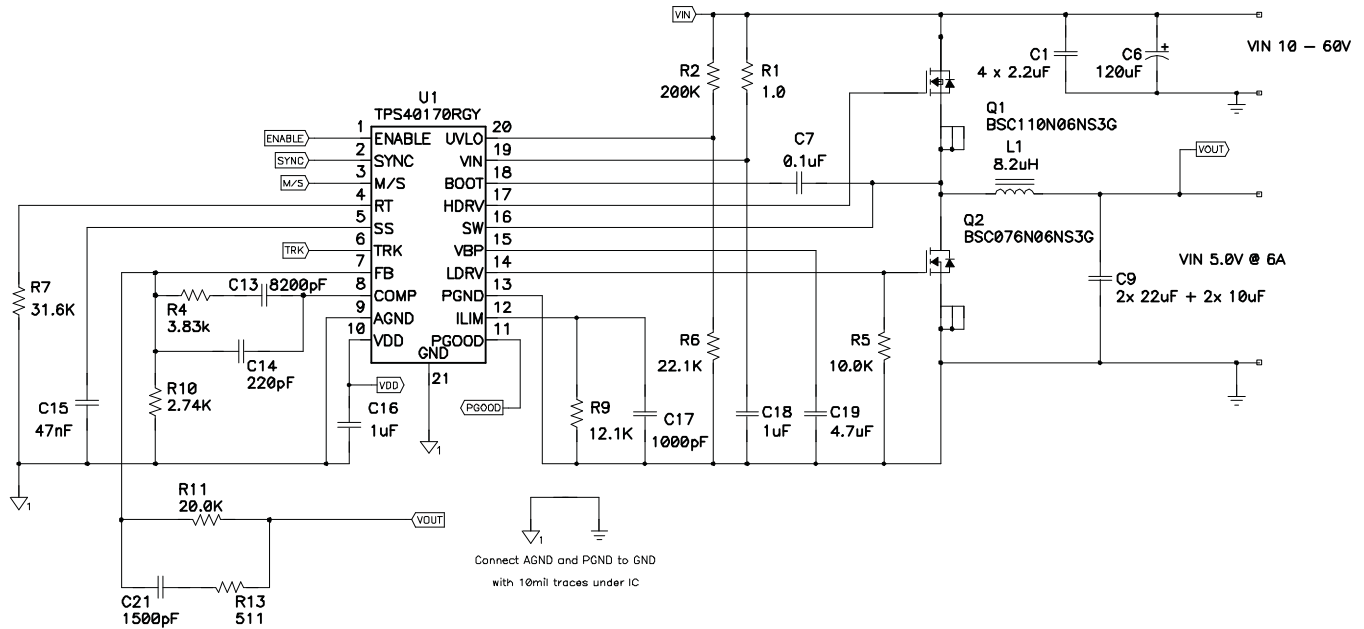 VIN
VIN 10 – 60V
C1
4 x 2.2uF
C6
+
120uF
R2
200K
R1
1.0
Q1
BSC110N06NS3G
U1
TPS40170RGY
C7
0.1uF
L1
8.2uH
VOUT
ENABLE
1
ENABLE
UVLO
20
SYNC
2
SYNC
VIN
19
M/S
3
M/S
BOOT
18
4
RT
HDRV
17
5
SS
SW
16
TRK
6
TRK
VBP
15
7
FB
LDRV
14
8
COMP
PGND
13
9
AGND
ILIM
12
10
VDD
PGOOD
11
GND
21
Q2
BSC076N06NS3G
VIN 5.0V @ 6A
C9
2x 22uF + 2x 10uF
R7
31.6K
C13
8200pF
R4
3.83k
C14
220pF
R10
2.74K
C15
47nF
VDD
C16
1uF
PGOOD
R9
12.1K
C17
1000pF
R6
22.1K
C18
1uF
C19
4.7uF
R5
10.0K
1
1
R11
20.0K
VOUT
C21
1500pF
R13
511
1
Connect AGND and PGND to GND
with 10mil traces under IC